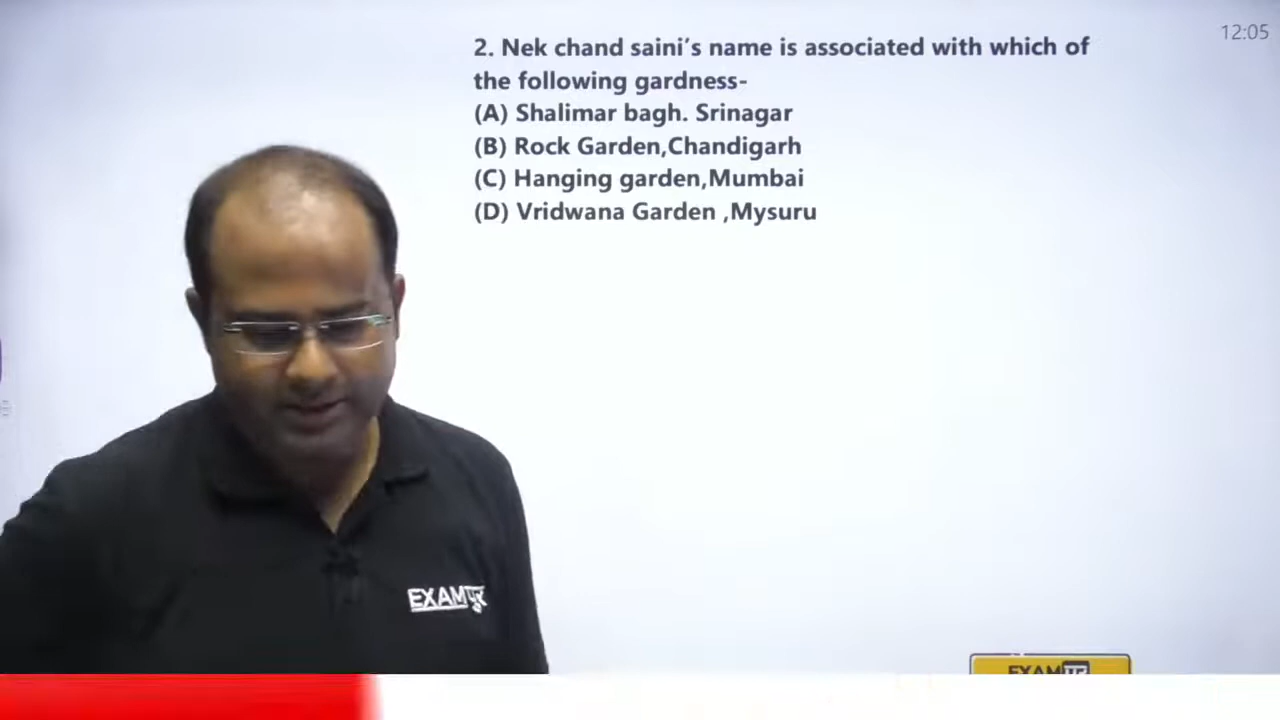 12:05
2. Nek chand saini's name is associated with which of
the following gardness-
(A) Shalimar bagh. Srinagar
(B) Rock Garden,Chandigarh
(C) Hanging garden,Mumbai
(D) Vridwana Garden ,Mysuru
EXAM
EXAM